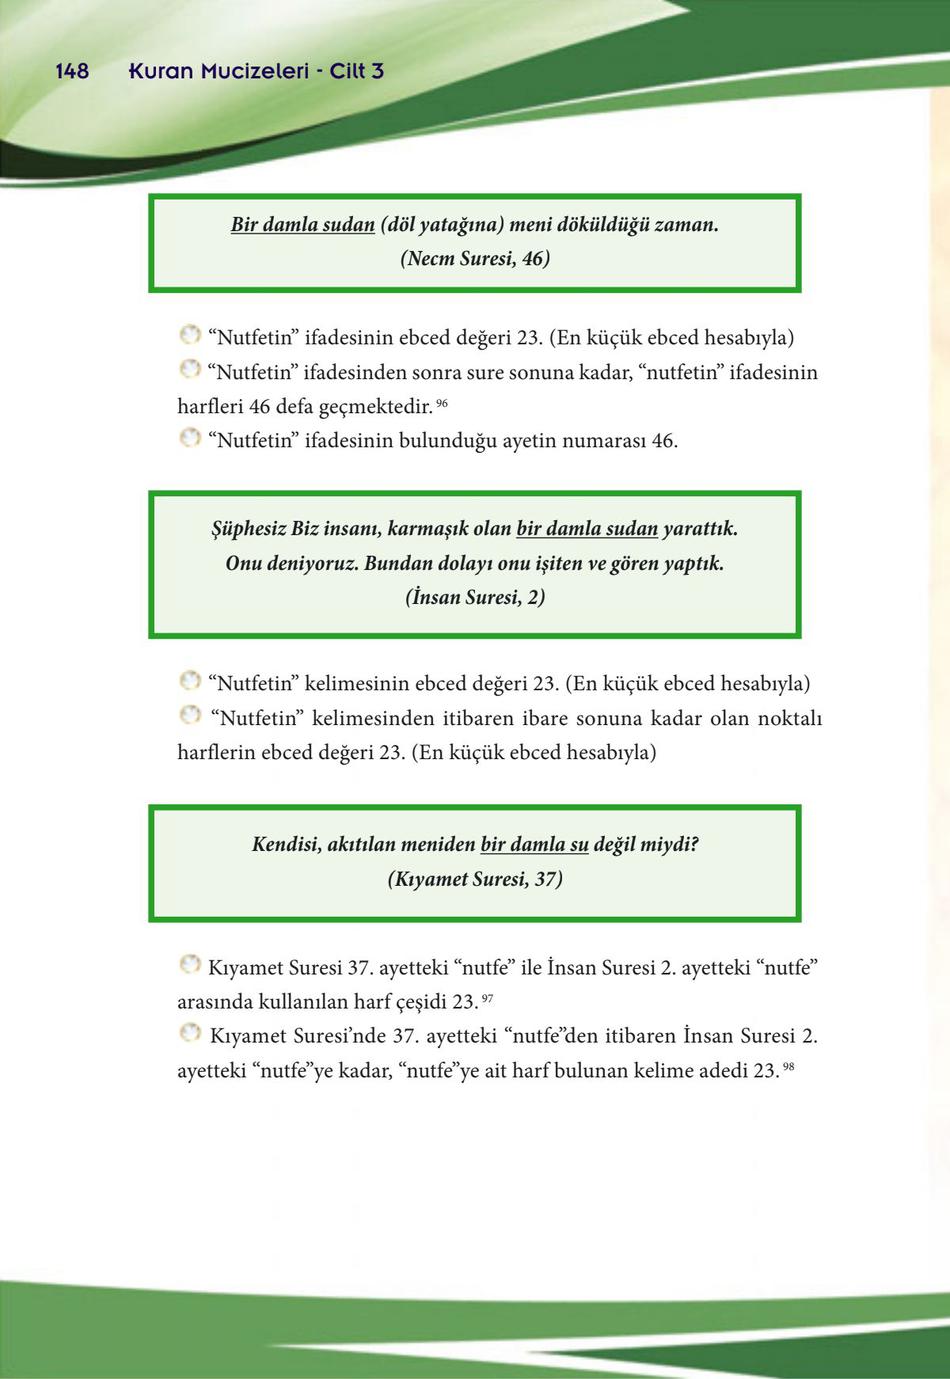 148 Kuran Mucizeleri - Cilt 3
Bir damla sudan (döl yatağına) meni döküldüğü zaman.
(Necm Suresi, 46)
“Nutfetin” ifadesinin ebced değeri 23. (En küçük ebced hesabıyla)
“Nutfetin” ifadesinden sonra sure sonuna kadar, “nutfetin” ifadesinin
harfleri 46 defa geçmektedir. 96
“Nutfetin” ifadesinin bulunduğu ayetin numarası 46.
Şüphesiz Biz insanı, karmaşık olan bir damla sudan yarattık.
Onu deniyoruz. Bundan dolayı onu işiten ve gören yaptık.
(İnsan Suresi, 2)
“Nutfetin” kelimesinin ebced değeri 23. (En küçük ebced hesabıyla)
“Nutfetin” kelimesinden itibaren ibare sonuna kadar olan noktalı
harflerin ebced değeri 23. (En küçük ebced hesabıyla)
Kendisi, akıtılan meniden bir damla su değil miydi?
(Kıyamet Suresi, 37)
Kıyamet Suresi 37. ayetteki “nutfe” ile İnsan Suresi 2. ayetteki “nutfe”
arasında kullanılan harf çeşidi 23. 97
Kıyamet Suresi’nde 37. ayetteki “nutfe”den itibaren İnsan Suresi 2.
ayetteki “nutfe”ye kadar, “nutfe”ye ait harf bulunan kelime adedi 23. 98